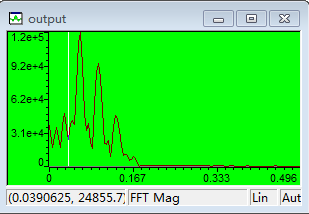 output
1.2e+5
9.2e+4
6.2e+4
3.1e+4
0
0 0.167 0.333 0.496
(0.0390625, 24855.7) FFT Mag Lin Aut